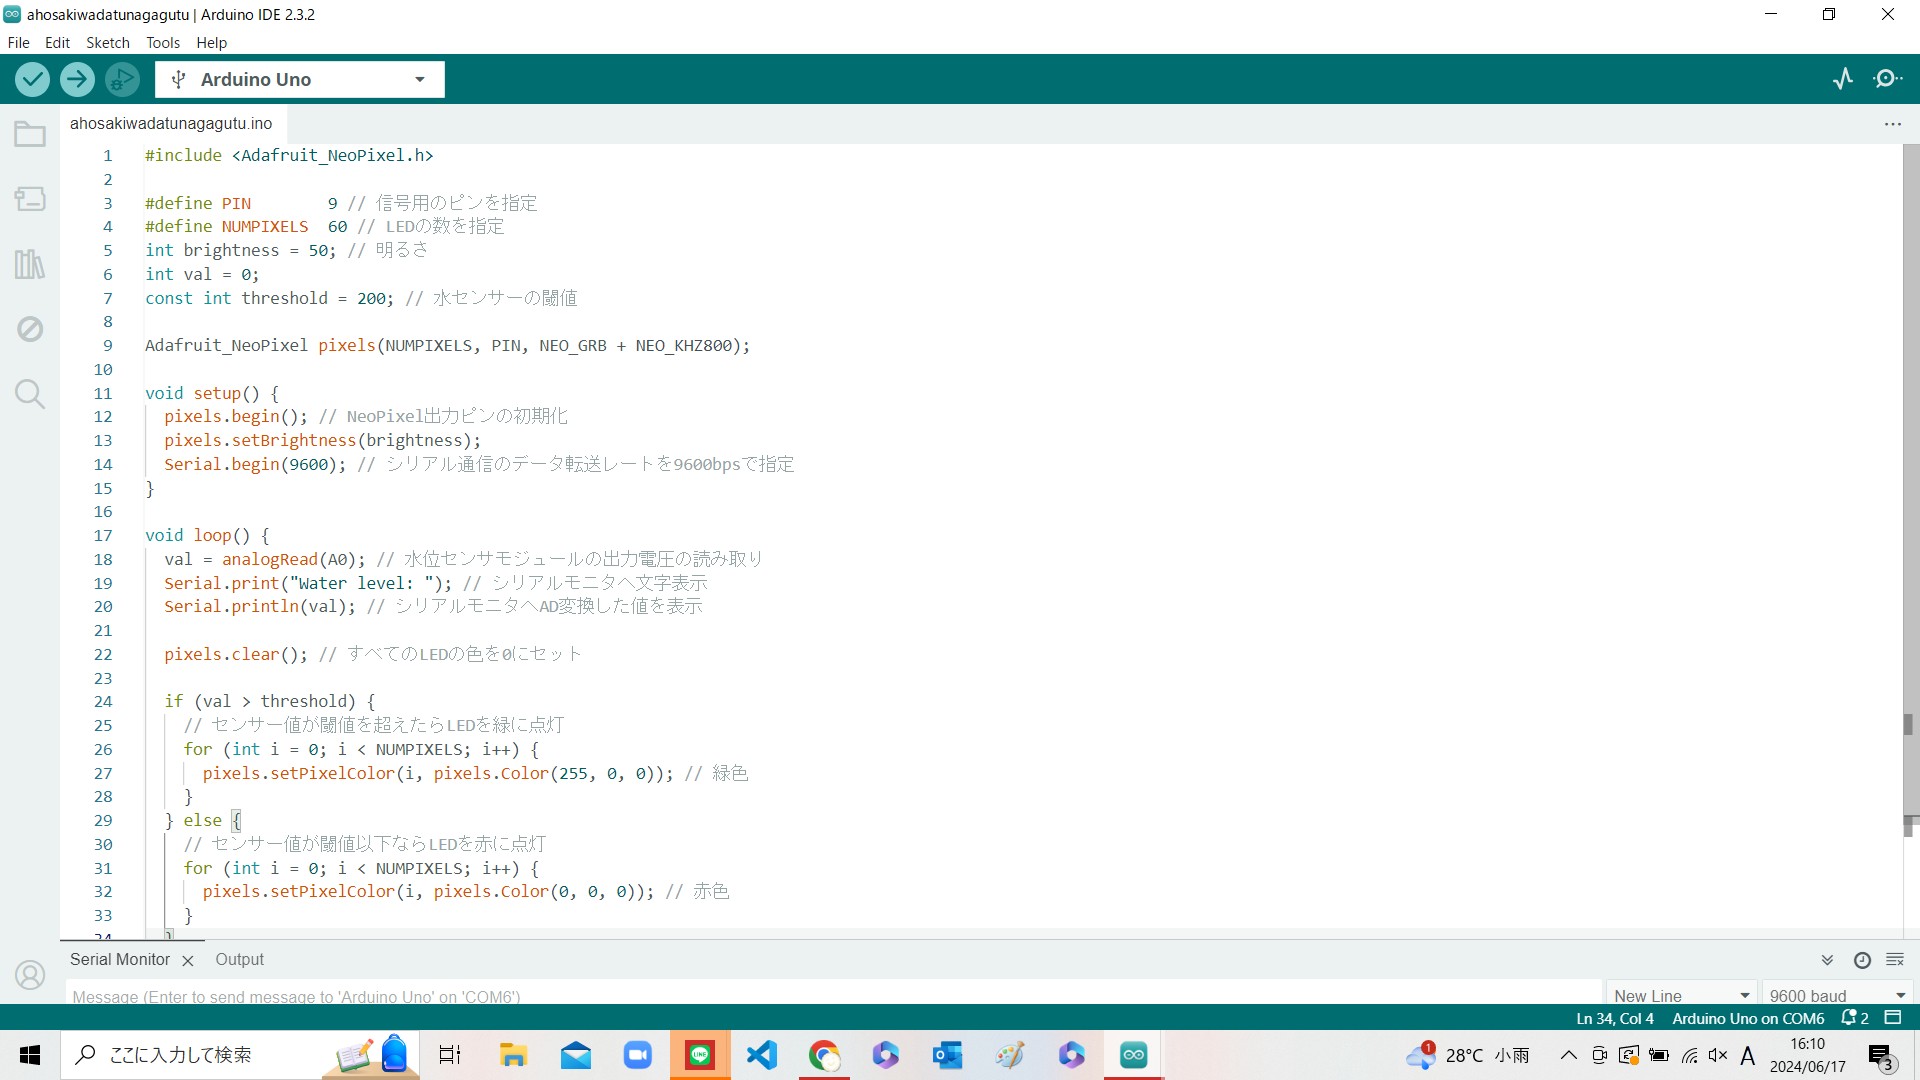 ahosakiwadatunagagutu | Arduino IDE 2.3.2
File Edit Sketch Tools Help
Arduino Uno
ahosakiwadatunagagutu.ino
1 #include <Adafruit_NeoPixel.h>
2
3 #define PIN        9 // 信号用のピンを指定
4 #define NUMPIXELS  60 // LEDの数を指定
5 int brightness = 50; // 明るさ
6 int val = 0;
7 const int threshold = 200; // 水センサーの閾値
8
9 Adafruit_NeoPixel pixels(NUMPIXELS, PIN, NEO_GRB + NEO_KHZ800);
10
11 void setup() {
12   pixels.begin(); // NeoPixel出力ピンの初期化
13   pixels.setBrightness(brightness);
14   Serial.begin(9600); // シリアル通信のデータ転送レートを9600bpsで指定
15 }
16
17 void loop() {
18   val = analogRead(A0); // 水位センサモジュールの出力電圧の読み取り
19   Serial.print("Water level: "); // シリアルモニタへ文字表示
20   Serial.println(val); // シリアルモニタへAD変換した値を表示
21
22   pixels.clear(); // すべてのLEDの色を0にセット
23
24   if (val > threshold) {
25     // センサー値が閾値を超えたらLEDを緑に点灯
26     for (int i = 0; i < NUMPIXELS; i++) {
27       pixels.setPixelColor(i, pixels.Color(255, 0, 0)); // 緑色
28     }
29   } else {
30     // センサー値が閾値以下ならLEDを赤に点灯
31     for (int i = 0; i < NUMPIXELS; i++) {
32       pixels.setPixelColor(i, pixels.Color(0, 0, 0)); // 赤色
33     }
34   }
Serial Monitor Output
Message (Enter to send message to 'Arduino Uno' on 'COM6')
New Line 9600 baud
Ln 34, Col 4 Arduino Uno on COM6 2
ここに入力して検索
LINE
1
28°C 小雨
A
16:10
2024/06/17
3